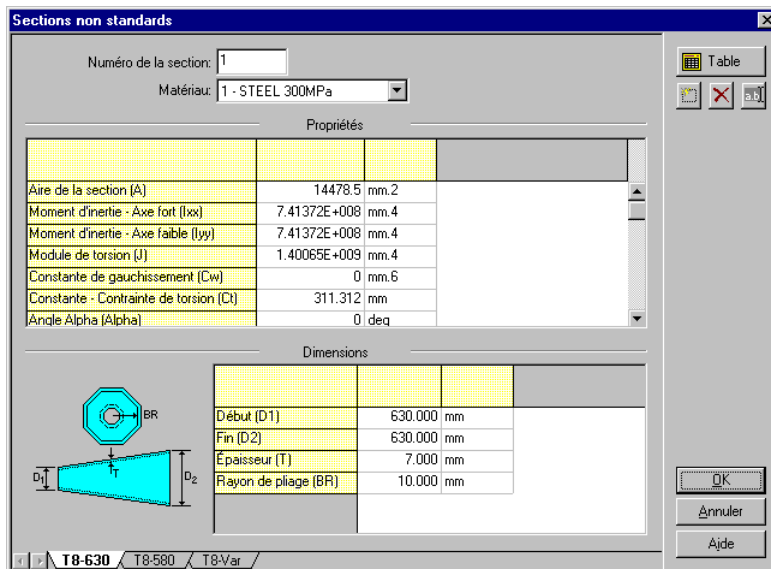 Sections non standards
Numéro de la section: 1
Table
Matériau: 1 - STEEL 300MPa
a.b
Propriétés
Aire de la section (A) 14478.5 mm.2
Moment d'inertie - Axe fort (Ixx) 7.41372E+008 mm.4
Moment d'inertie - Axe faible (Iyy) 7.41372E+008 mm.4
Module de torsion (J) 1.40065E+009 mm.4
Constante de gauchissement (Cw) 0 mm.6
Constante - Contrainte de torsion (Ct) 311.312 mm
Angle Alpha (Alpha) 0 deg
Dimensions
BR
D1
T
D2
Début (D1) 630.000 mm
Fin (D2) 630.000 mm
Épaisseur (T) 7.000 mm
Rayon de pliage (BR) 10.000 mm
OK
Annuler
Aide
T8-630 T8-580 T8-Var